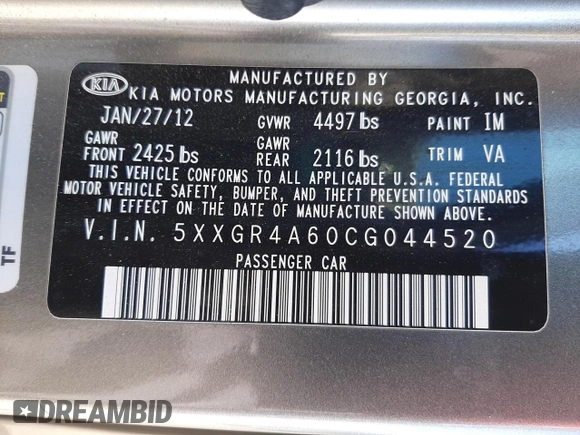 MANUFACTURED BY
KIA KIA MOTORS MANUFACTURING GEORGIA, INC.
JAN/27/12 GVWR 4497 lbs PAINT IM
GAWR FRONT 2425 lbs GAWR REAR 2116 lbs TRIM VA
THIS VEHICLE CONFORMS TO ALL APPLICABLE U.S.A. FEDERAL
MOTOR VEHICLE SAFETY, BUMPER, AND THEFT PREVENTION STANDARDS
IN EFFECT ON THE DATE OF MANUFACTURE SHOWN ABOVE.
V.I.N. 5XXGR4A60CG044520
PASSENGER CAR
TF
DREAMBID